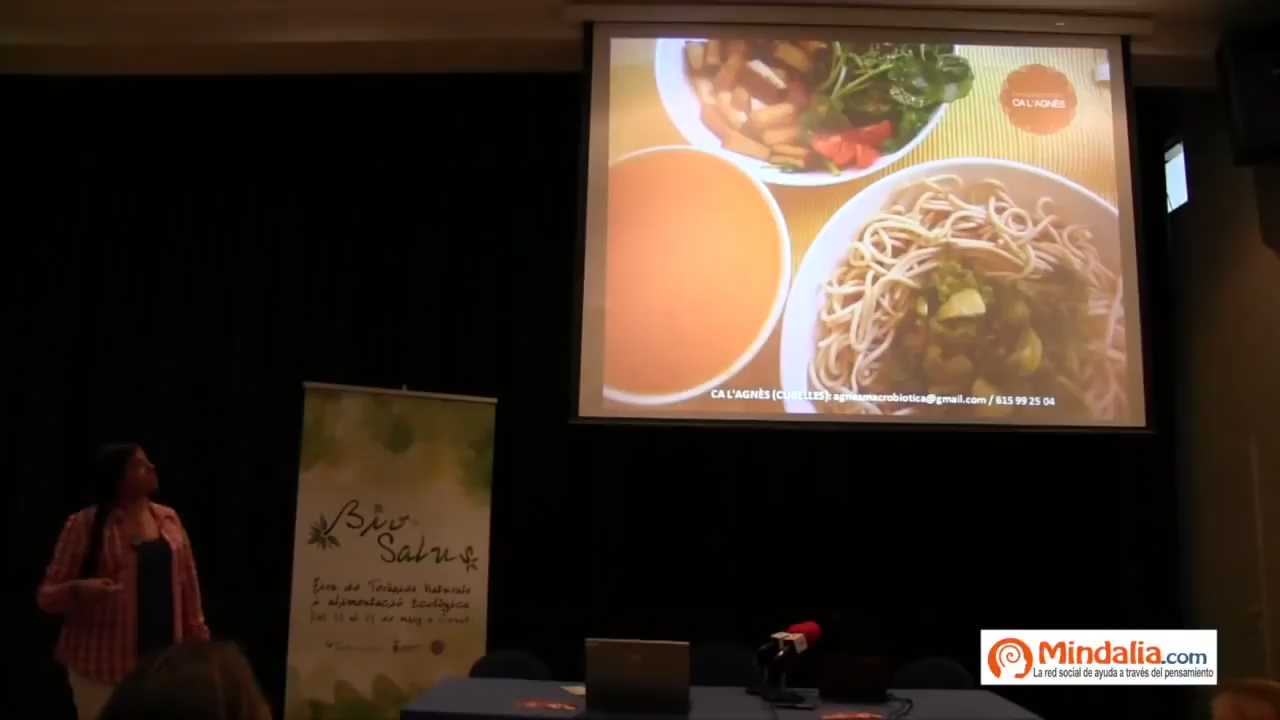 CA L'AGNÈS
CA L'AGNÈS (CUBELLES): agnesmacrobiotica@gmail.com / 615 99 25 04
Bio
Salus
Fira de Teràpies Naturals
i alimentació Ecològica
Mindalia.com
La red social de ayuda a través del pensamiento